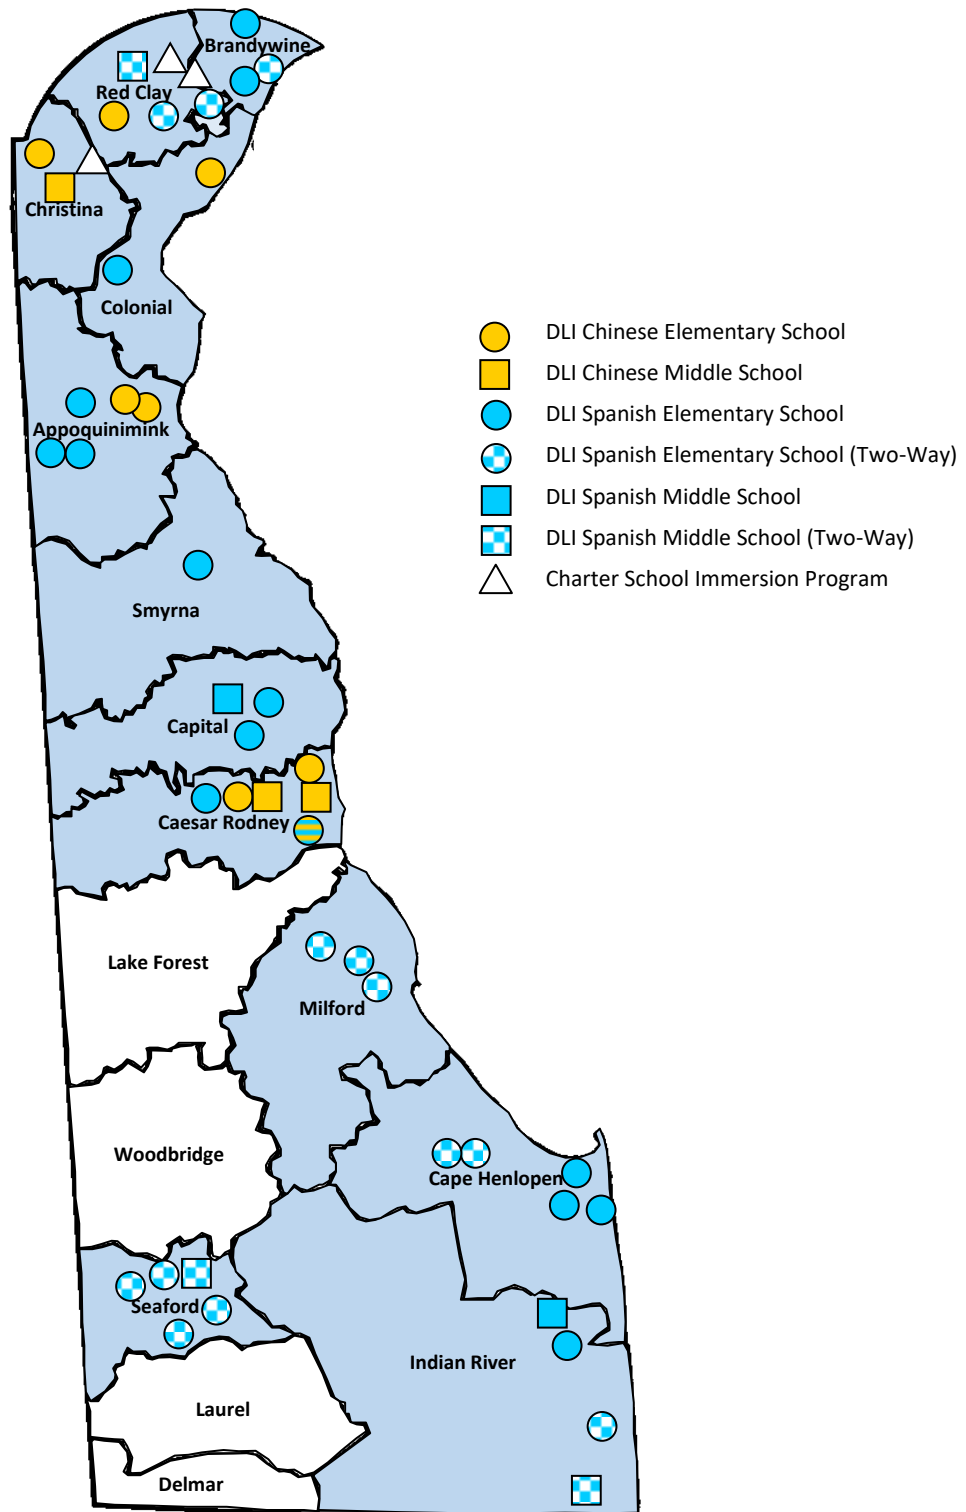 Brandywine
Red Clay
Christina
Colonial
DLI Chinese Elementary School
DLI Chinese Middle School
DLI Spanish Elementary School
Appoquinimink
DLI Spanish Elementary School (Two-Way)
DLI Spanish Middle School
DLI Spanish Middle School (Two-Way)
Charter School Immersion Program
Smyrna
Capital
Caesar Rodney
Lake Forest
Milford
Woodbridge
Cape Henlopen
Seaford
Indian River
Laurel
Delmar